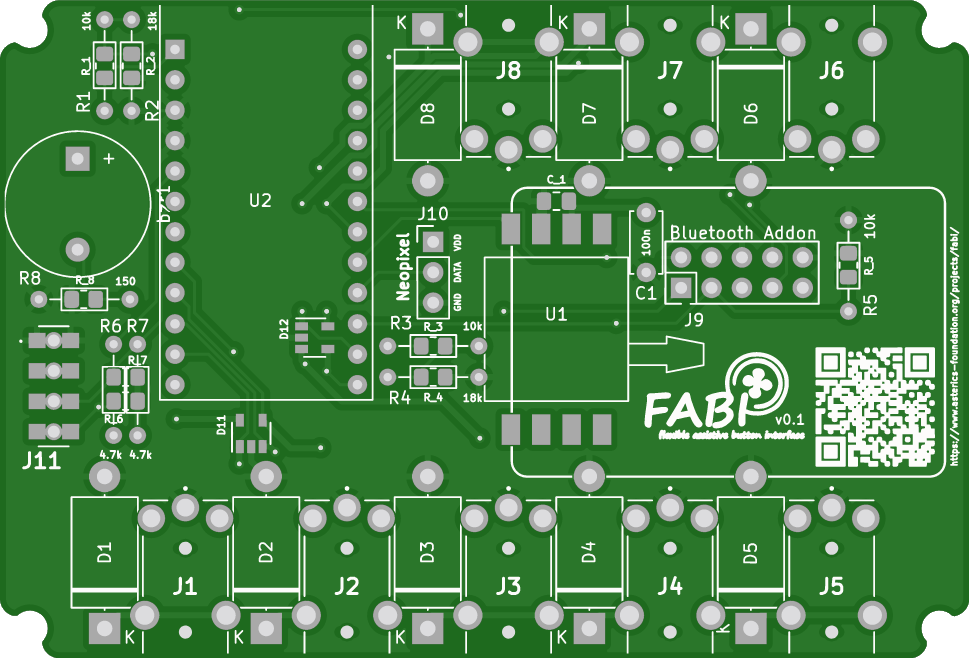 10k
18k
K
K
K
R_1
R_2
J8
J7
J6
R1
R2
D8
D7
D6
+
C_1
U2
J10
Neopixel
VDD
DATA
GND
100n
Bluetooth Addon
10k
R_5
R5
R8
R_8
150
C1
J9
U1
R6
R7
D12
R3
R_3
10k
R_4
R4
18k
D11
4.7k
4.7k
J11
FABI
v0.1
flexible assistive button interface
https://www.asterics-foundation.org/projects/fabi/
D1
D2
D3
D4
D5
J1
J2
J3
J4
J5
K
K
K
K
K